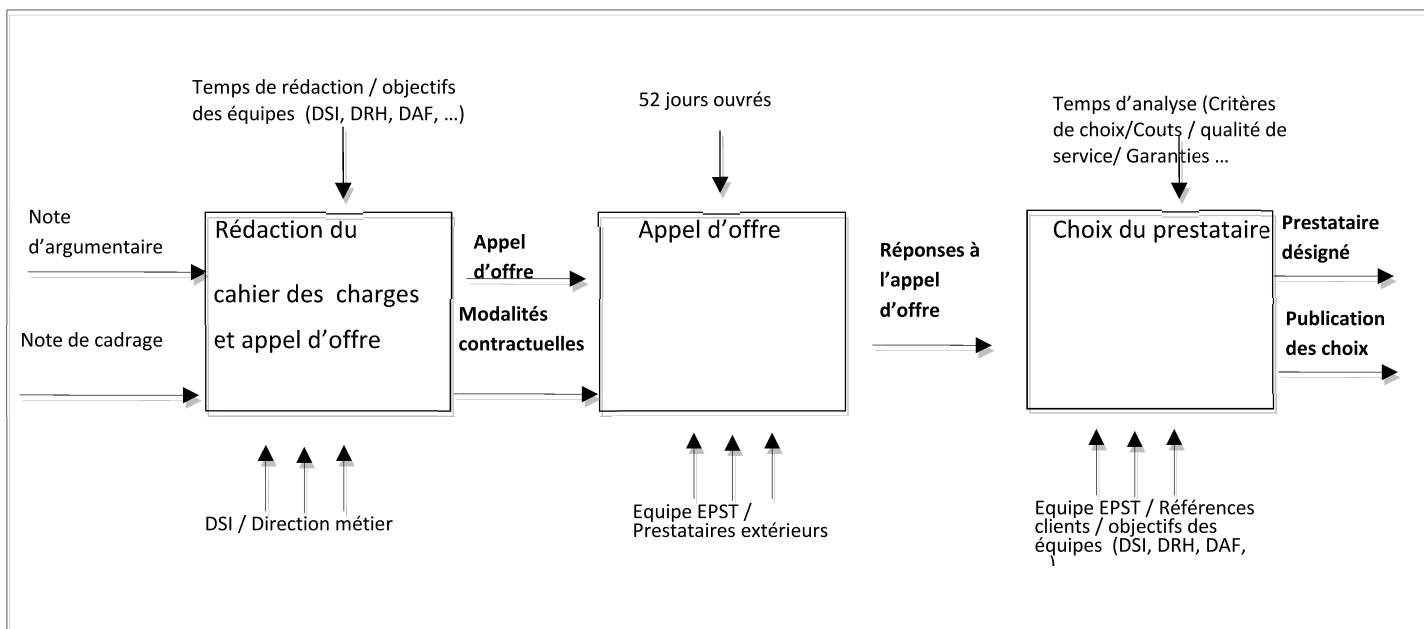 Temps de rédaction / objectifs
des équipes (DSI, DRH, DAF, …)
52 jours ouvrés
Temps d’analyse (Critères
de choix/Couts / qualité de
service/ Garanties …
Note
d’argumentaire
Note de cadrage
Rédaction du
cahier des charges
et appel d’offre
Appel
d’offre
Modalités
contractuelles
Appel d’offre
Réponses à
l’appel
d’offre
Choix du prestataire
Prestataire
désigné
Publication
des choix
DSI / Direction métier
Equipe EPST /
Prestataires extérieurs
Equipe EPST / Références
clients / objectifs des
équipes (DSI, DRH, DAF,
)